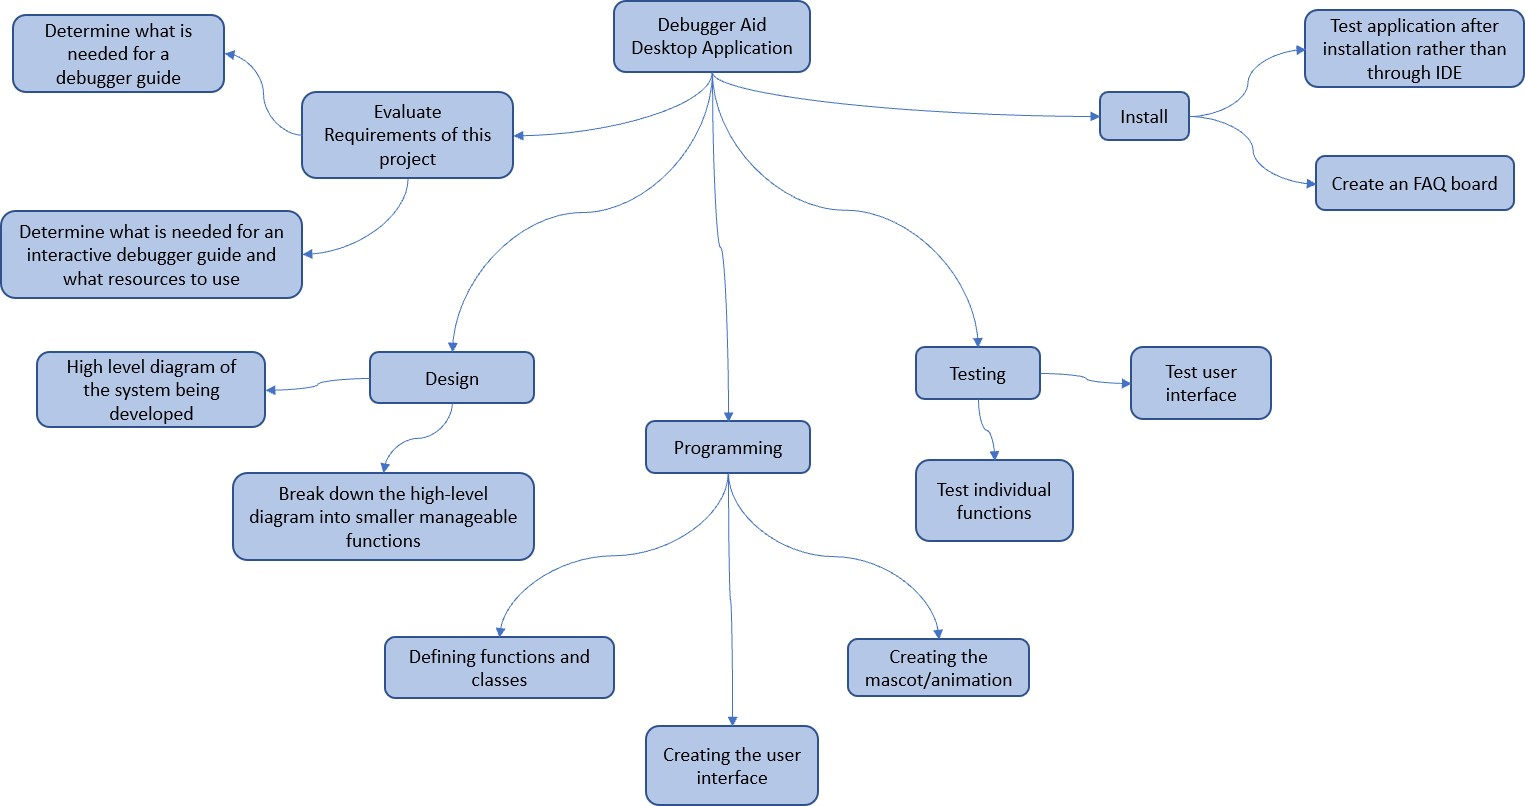 Debugger Aid
Desktop Application
Determine what is
needed for a
debugger guide
Evaluate
Requirements of this
project
Determine what is needed for an
interactive debugger guide and
what resources to use
Install
Test application after
installation rather than
through IDE
Create an FAQ board
High level diagram of
the system being
developed
Design
Break down the high-level
diagram into smaller manageable
functions
Programming
Testing
Test user
interface
Test individual
functions
Defining functions and
classes
Creating the user
interface
Creating the
mascot/animation